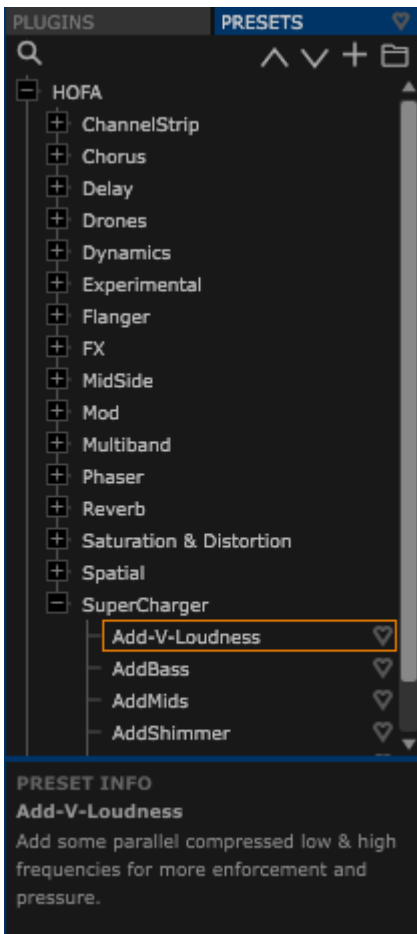 PLUGINS
PRESETS
HOFA
ChannelStrip
Chorus
Delay
Drones
Dynamics
Experimental
Flanger
FX
MidSide
Mod
Multiband
Phaser
Reverb
Saturation & Distortion
Spatial
SuperCharger
Add-V-Loudness
AddBass
AddMids
AddShimmer
PRESET INFO
Add-V-Loudness
Add some parallel compressed low & high
frequencies for more enforcement and
pressure.